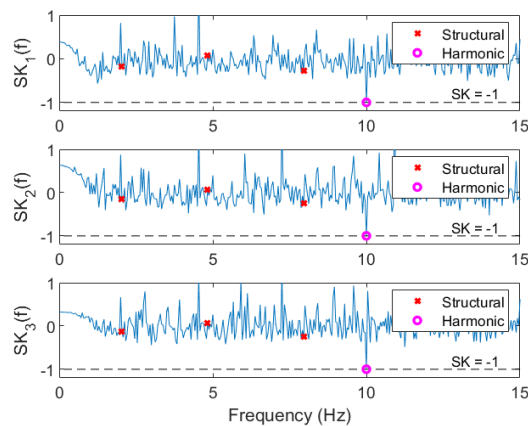 SK1(f)
1
0
-1
Structural
Harmonic
SK = -1
0 5 10 15
SK2(f)
1
0
-1
Structural
Harmonic
SK = -1
0 5 10 15
SK3(f)
1
0
-1
Structural
Harmonic
SK = -1
0 5 10 15
Frequency (Hz)